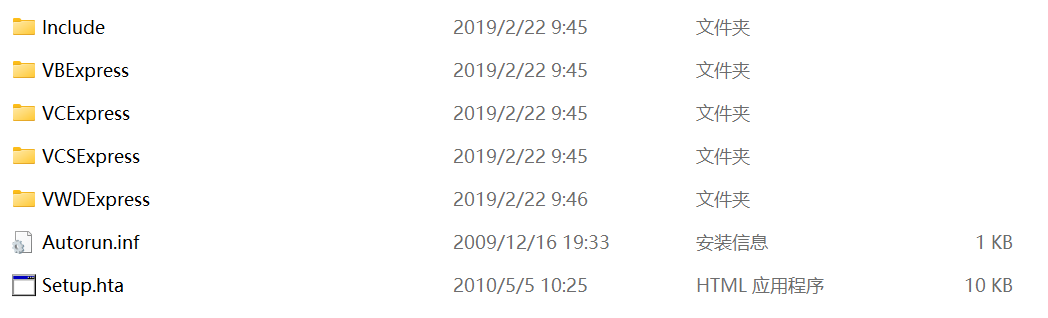 Include 2019/2/22 9:45 文件夹
VBExpress 2019/2/22 9:45 文件夹
VCExpress 2019/2/22 9:45 文件夹
VCSExpress 2019/2/22 9:45 文件夹
VWDExpress 2019/2/22 9:46 文件夹
Autorun.inf 2009/12/16 19:33 安装信息 1 KB
Setup.hta 2010/5/5 10:25 HTML 应用程序 10 KB